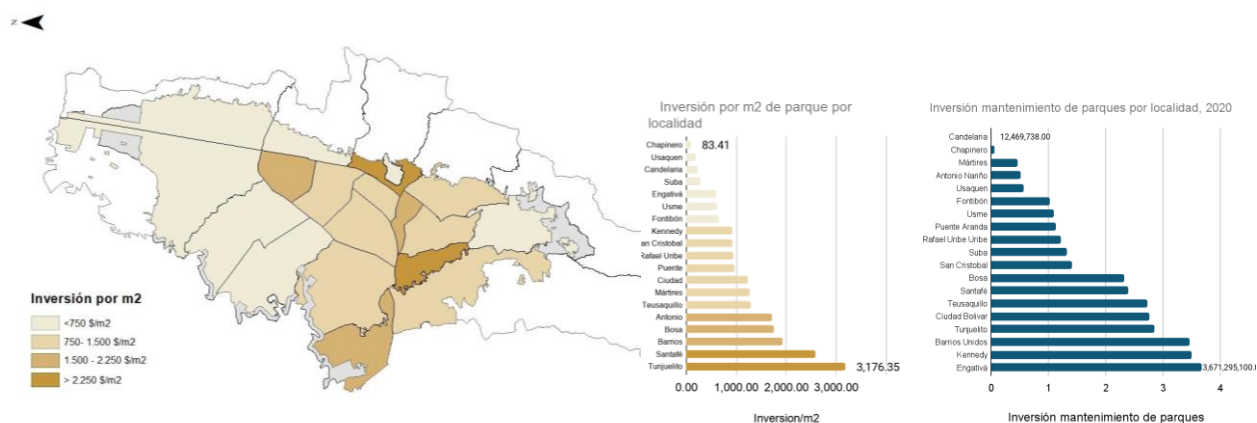 N
Inversión por m2
<750 $/m2
750- 1.500 $/m2
1.500 - 2.250 $/m2
> 2.250 $/m2
Inversión por m2 de parque por
localidad
Chapinero 83.41
Usaquen
Candelaria
Suba
Engativá
Usme
Fontibón
Kennedy
an Cristobal
Rafael Uribe
Puente
Ciudad
Mártires
Teusaquillo
Antonio
Bosa
Barrios
Santafé
Tunjuelito 3,176.35
0.00 1,000.00 2,000.00 3,000.00
Inversion/m2
Inversión mantenimiento de parques por localidad, 2020
Candelaria 12,469,738.00
Chapinero
Mártires
Antonio Nariño
Usaquen
Fontibón
Usme
Puente Aranda
Rafael Uribe Uribe
Suba
San Cristobal
Bosa
Santafé
Teusaquillo
Ciudad Bolivar
Tunjuelito
Barrios Unidos
Kennedy
Engativá 3,671,295,100.0
0 1 2 3 4
Inversión mantenimiento de parques